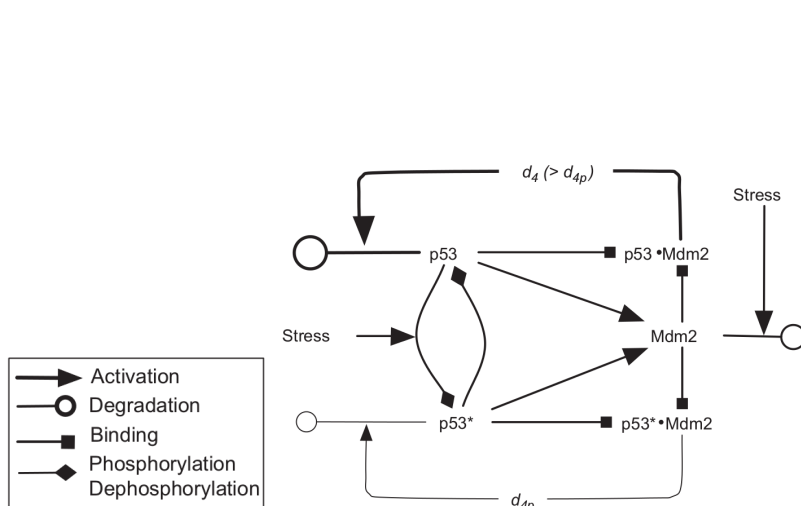 d4 (> d4p)
Stress
p53
p53 •Mdm2
Stress
Mdm2
p53*
p53*•Mdm2
d4p
Activation
Degradation
Binding
Phosphorylation
Dephosphorylation